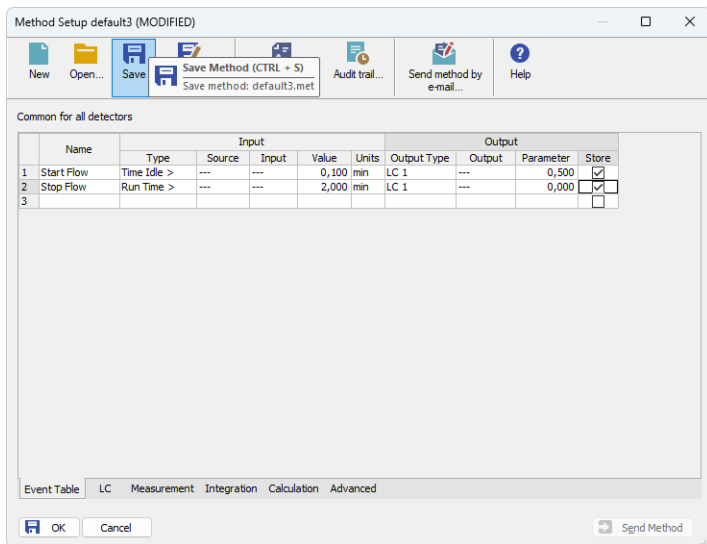 Method Setup default3 (MODIFIED)
New Open... Save Audit trail... Send method by e-mail... Help
Save Method (CTRL + S)
Save method: default3.met
Common for all detectors
Name Input Output
Type Source Input Value Units Output Type Output Parameter Store
1 Start Flow Time Idle > --- --- 0,100 min LC 1 --- 0,500
2 Stop Flow Run Time > --- --- 2,000 min LC 1 --- 0,000
3
Event Table LC Measurement Integration Calculation Advanced
OK Cancel Send Method